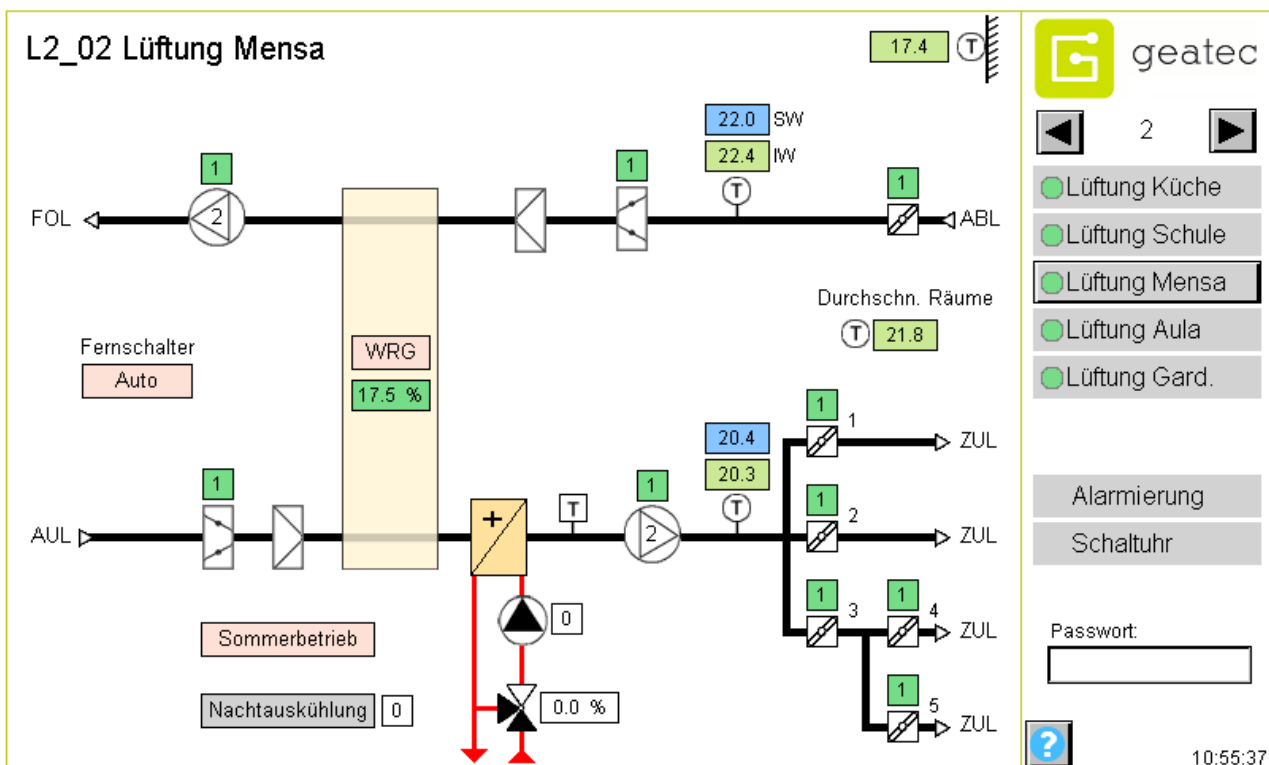 L2_02 Lüftung Mensa
17.4
T
geatec
2
22.0 SW
22.4 IW
T
1
1
1
FOL
2
ABL
Lüftung Küche
Lüftung Schule
Lüftung Mensa
Lüftung Aula
Lüftung Gard.
Durchschn. Räume
T 21.8
Fernschalter
Auto
WRG
17.5 %
1
1
ZUL
20.4
20.3
T
1
1
AUL
T
2
1
2
ZUL
+
Alarmierung
Schaltuhr
1
3
1
4
ZUL
0
Sommerbetrieb
Passwort:
Nachtauskühlung 0
0.0 %
1
5
ZUL
?
10:55:37